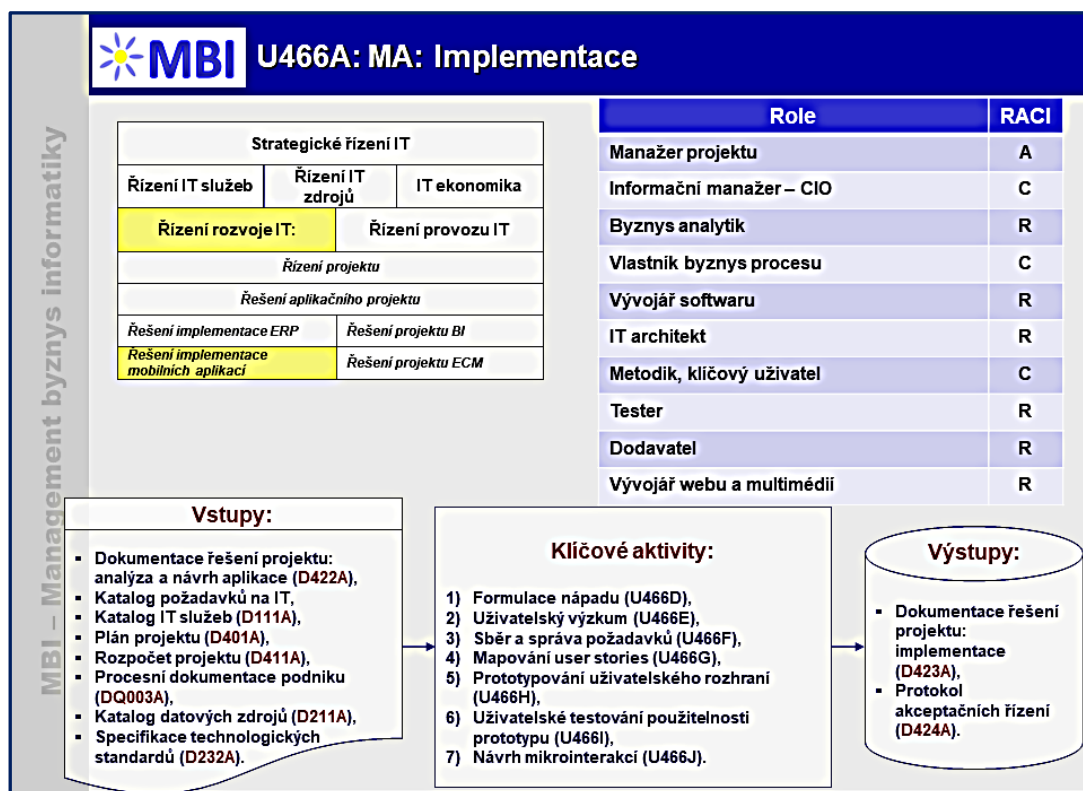 MBI
U466A: MA: Implementace
MBI – Management byznys informatiky
Strategické řízení IT
Řízení IT služeb
Řízení IT
zdrojů
IT ekonomika
Řízení rozvoje IT:
Řízení provozu IT
Řízení projektu
Řešení aplikačního projektu
Řešení implementace ERP
Řešení projektu BI
Řešení implementace
mobilních aplikací
Řešení projektu ECM
Role RACI
Manažer projektu A
Informační manažer – CIO C
Byznys analytik R
Vlastník byznys procesu C
Vývojář softwaru R
IT architekt R
Metodik, klíčový uživatel C
Tester R
Dodavatel R
Vývojář webu a multimédií R
Vstupy:
▪ Dokumentace řešení projektu:
analýza a návrh aplikace (D422A),
▪ Katalog požadavků na IT,
▪ Katalog IT služeb (D111A),
▪ Plán projektu (D401A),
▪ Rozpočet projektu (D411A),
▪ Procesní dokumentace podniku
(DQ003A),
▪ Katalog datových zdrojů (D211A),
▪ Specifikace technologických
standardů (D232A).
Klíčové aktivity:
1) Formulace nápadu (U466D),
2) Uživatelský výzkum (U466E),
3) Sběr a správa požadavků (U466F),
4) Mapování user stories (U466G),
5) Prototypování uživatelského rozhraní
(U466H),
6) Uživatelské testování použitelnosti
prototypu (U466I),
7) Návrh mikrointerakcí (U466J).
Výstupy:
▪ Dokumentace řešení
projektu:
implementace
(D423A),
▪ Protokol
akceptačních řízení
(D424A).